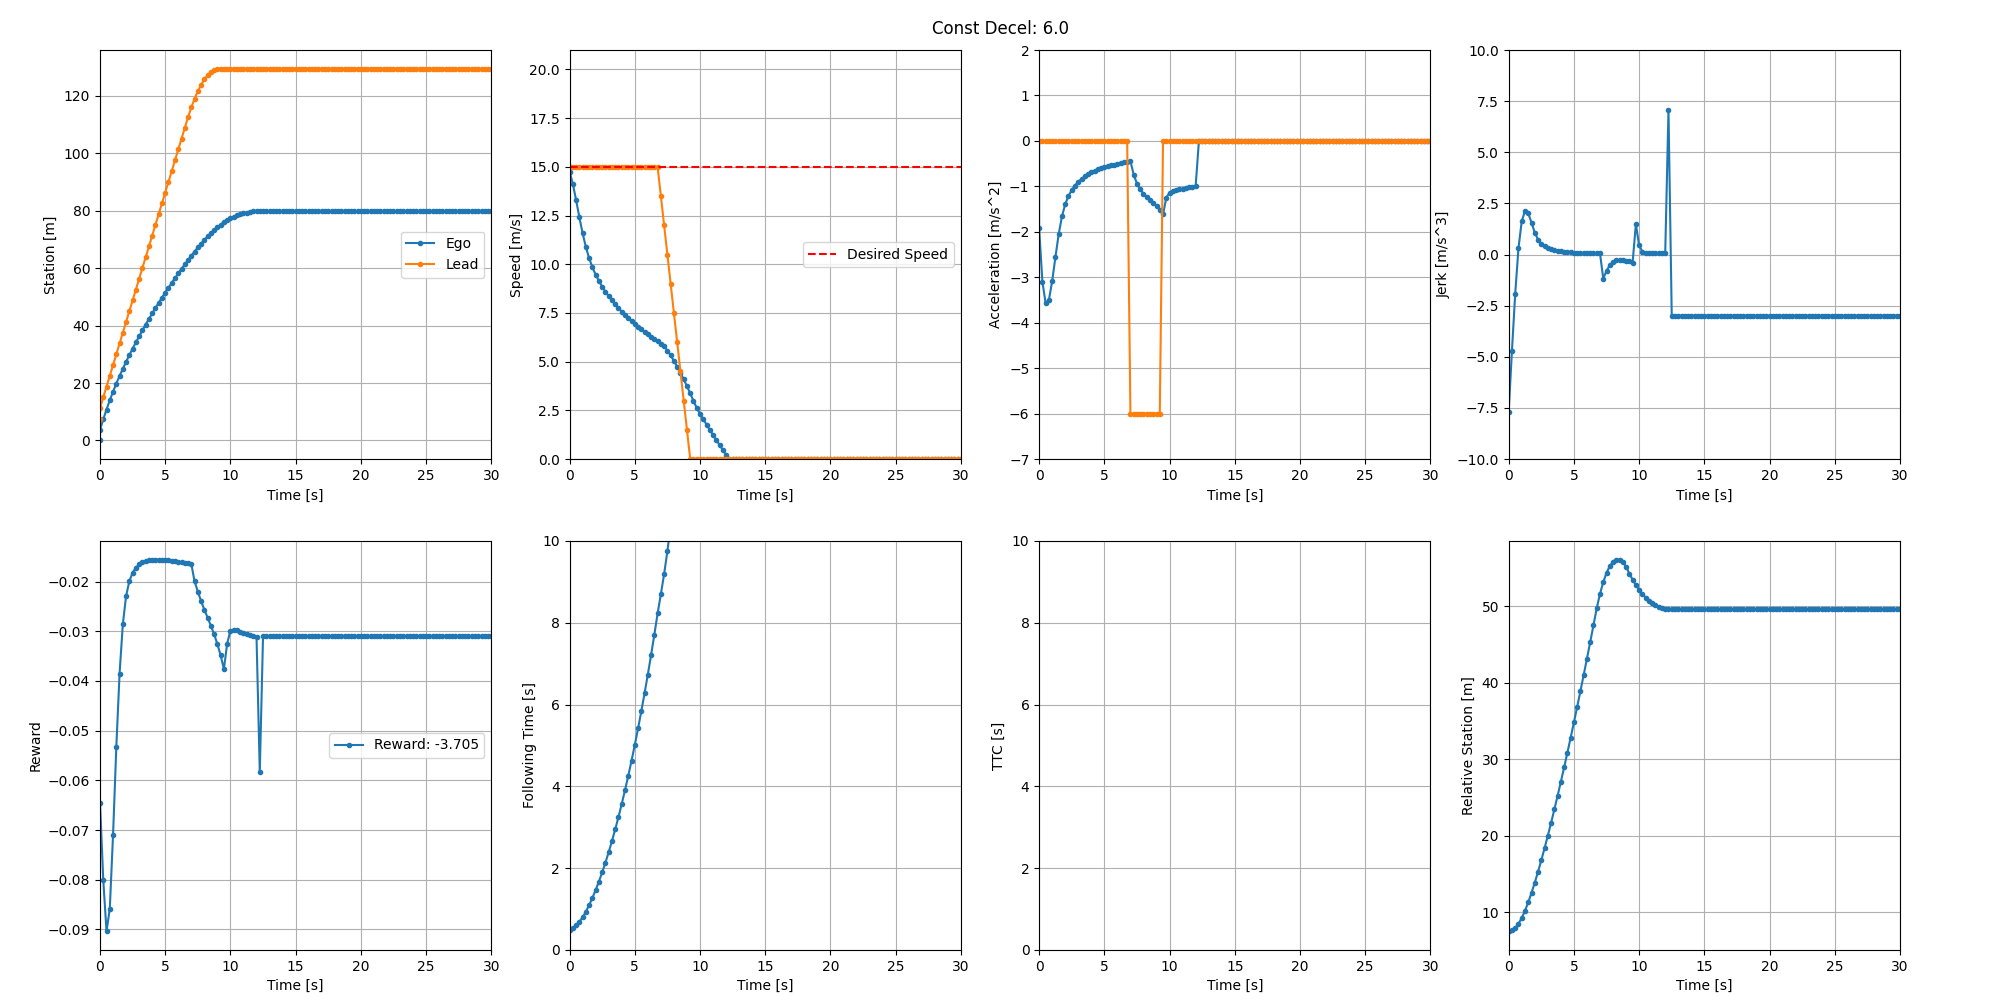 Const Decel: 6.0
Station [m]
120
100
80
60
40
20
0
0 5 10 15 20 25 30
Time [s]
Ego
Lead
Speed [m/s]
20.0
17.5
15.0
12.5
10.0
7.5
5.0
2.5
0.0
0 5 10 15 20 25 30
Time [s]
Desired Speed
Acceleration [m/s^2]
2
1
0
−1
−2
−3
−4
−5
−6
−7
0 5 10 15 20 25 30
Time [s]
Jerk [m/s^3]
10.0
7.5
5.0
2.5
0.0
−2.5
−5.0
−7.5
−10.0
0 5 10 15 20 25 30
Time [s]
Reward
−0.02
−0.03
−0.04
−0.05
−0.06
−0.07
−0.08
−0.09
0 5 10 15 20 25 30
Time [s]
Reward: -3.705
Following Time [s]
10
8
6
4
2
0
0 5 10 15 20 25 30
Time [s]
TTC [s]
10
8
6
4
2
0
0 5 10 15 20 25 30
Time [s]
Relative Station [m]
50
40
30
20
10
0 5 10 15 20 25 30
Time [s]